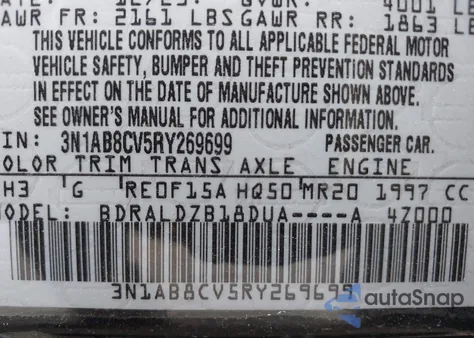 AWR FR: 2161 LBS GAWR RR: 1863 LB
THIS VEHICLE CONFORMS TO ALL APPLICABLE FEDERAL MOTOR
VEHICLE SAFETY, BUMPER AND THEFT PREVENTION STANDARDS
IN EFFECT ON THE DATE OF MANUFACTURE SHOWN ABOVE.
SEE OWNER'S MANUAL FOR ADDITIONAL INFORMATION.
IN: 3N1AB8CV5RY269699 PASSENGER CAR.
OLOR TRIM TRANS AXLE ENGINE
H3 G RE0F15A HQ50 MR20 1997 CC
MODEL: BDRALDZB18DUA----A 4Z000
3N1AB8CV5RY269699
autoSnap